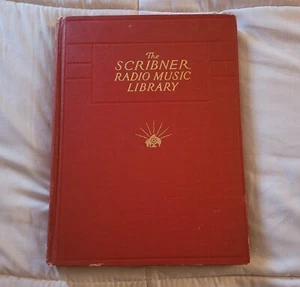 The
SCRIBNER
RADIO MUSIC
LIBRARY